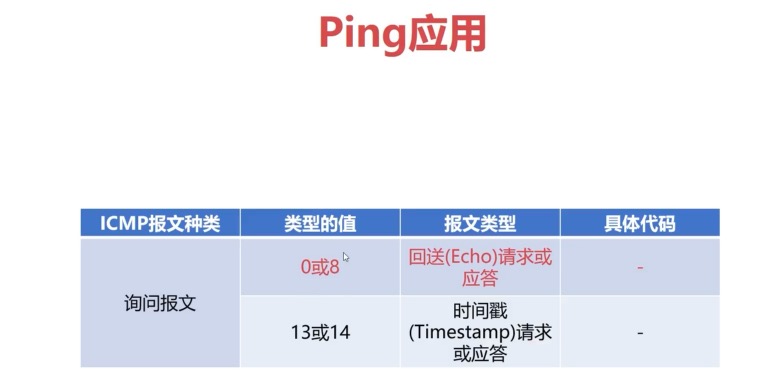 Ping应用
ICMP报文种类 类型的值 报文类型 具体代码
询问报文
0或8
回送(Echo)请求或
应答
-
13或14
时间戳
(Timestamp)请求
或应答
-